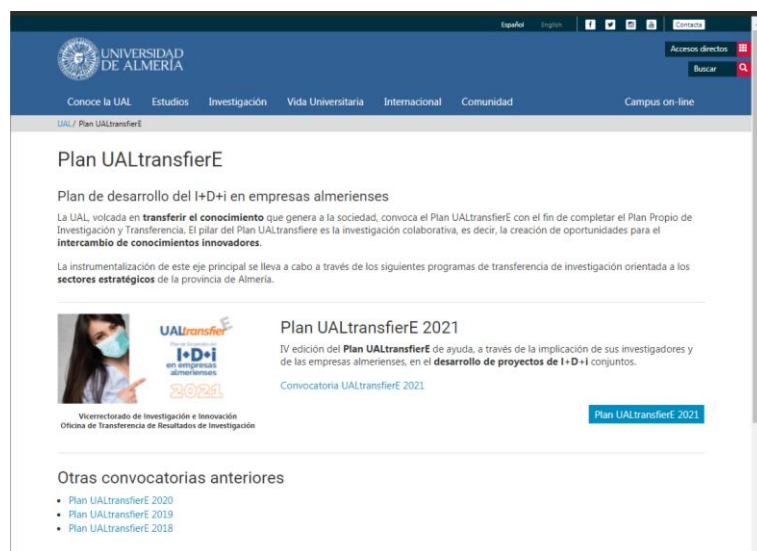 Español English Contacta
UNIVERSIDAD
DE ALMERÍA
Accesos directos
Buscar
Conoce la UAL Estudios Investigación Vida Universitaria Internacional Comunidad Campus on-line
UAL/ Plan UALtransfierE
Plan UALtransfierE
Plan de desarrollo del I+D+i en empresas almerienses
La UAL, volcada en transferir el conocimiento que genera a la sociedad, convoca el Plan UALtransfierE con el fin de completar el Plan Propio de
Investigación y Transferencia. El pilar del Plan UALtransfiere es la investigación colaborativa, es decir, la creación de oportunidades para el
intercambio de conocimientos innovadores.
La instrumentalización de este eje principal se lleva a cabo a través de los siguientes programas de transferencia de investigación orientada a los
sectores estratégicos de la provincia de Almería.
UALtransfierE
Plan de Desarrollo del
I+D+i
en empresas
almerienses
2021
Vicerrectorado de Investigación e Innovación
Oficina de Transferencia de Resultados de Investigación
Plan UALtransfierE 2021
IV edición del Plan UALtransfierE de ayuda, a través de la implicación de sus investigadores y
de las empresas almerienses, en el desarrollo de proyectos de I+D+I conjuntos.
Convocatoria UALtransfierE 2021
Plan UALtransfierE 2021
Otras convocatorias anteriores
Plan UALtransfierE 2020
Plan UALtransfierE 2019
Plan UALtransfierE 2018